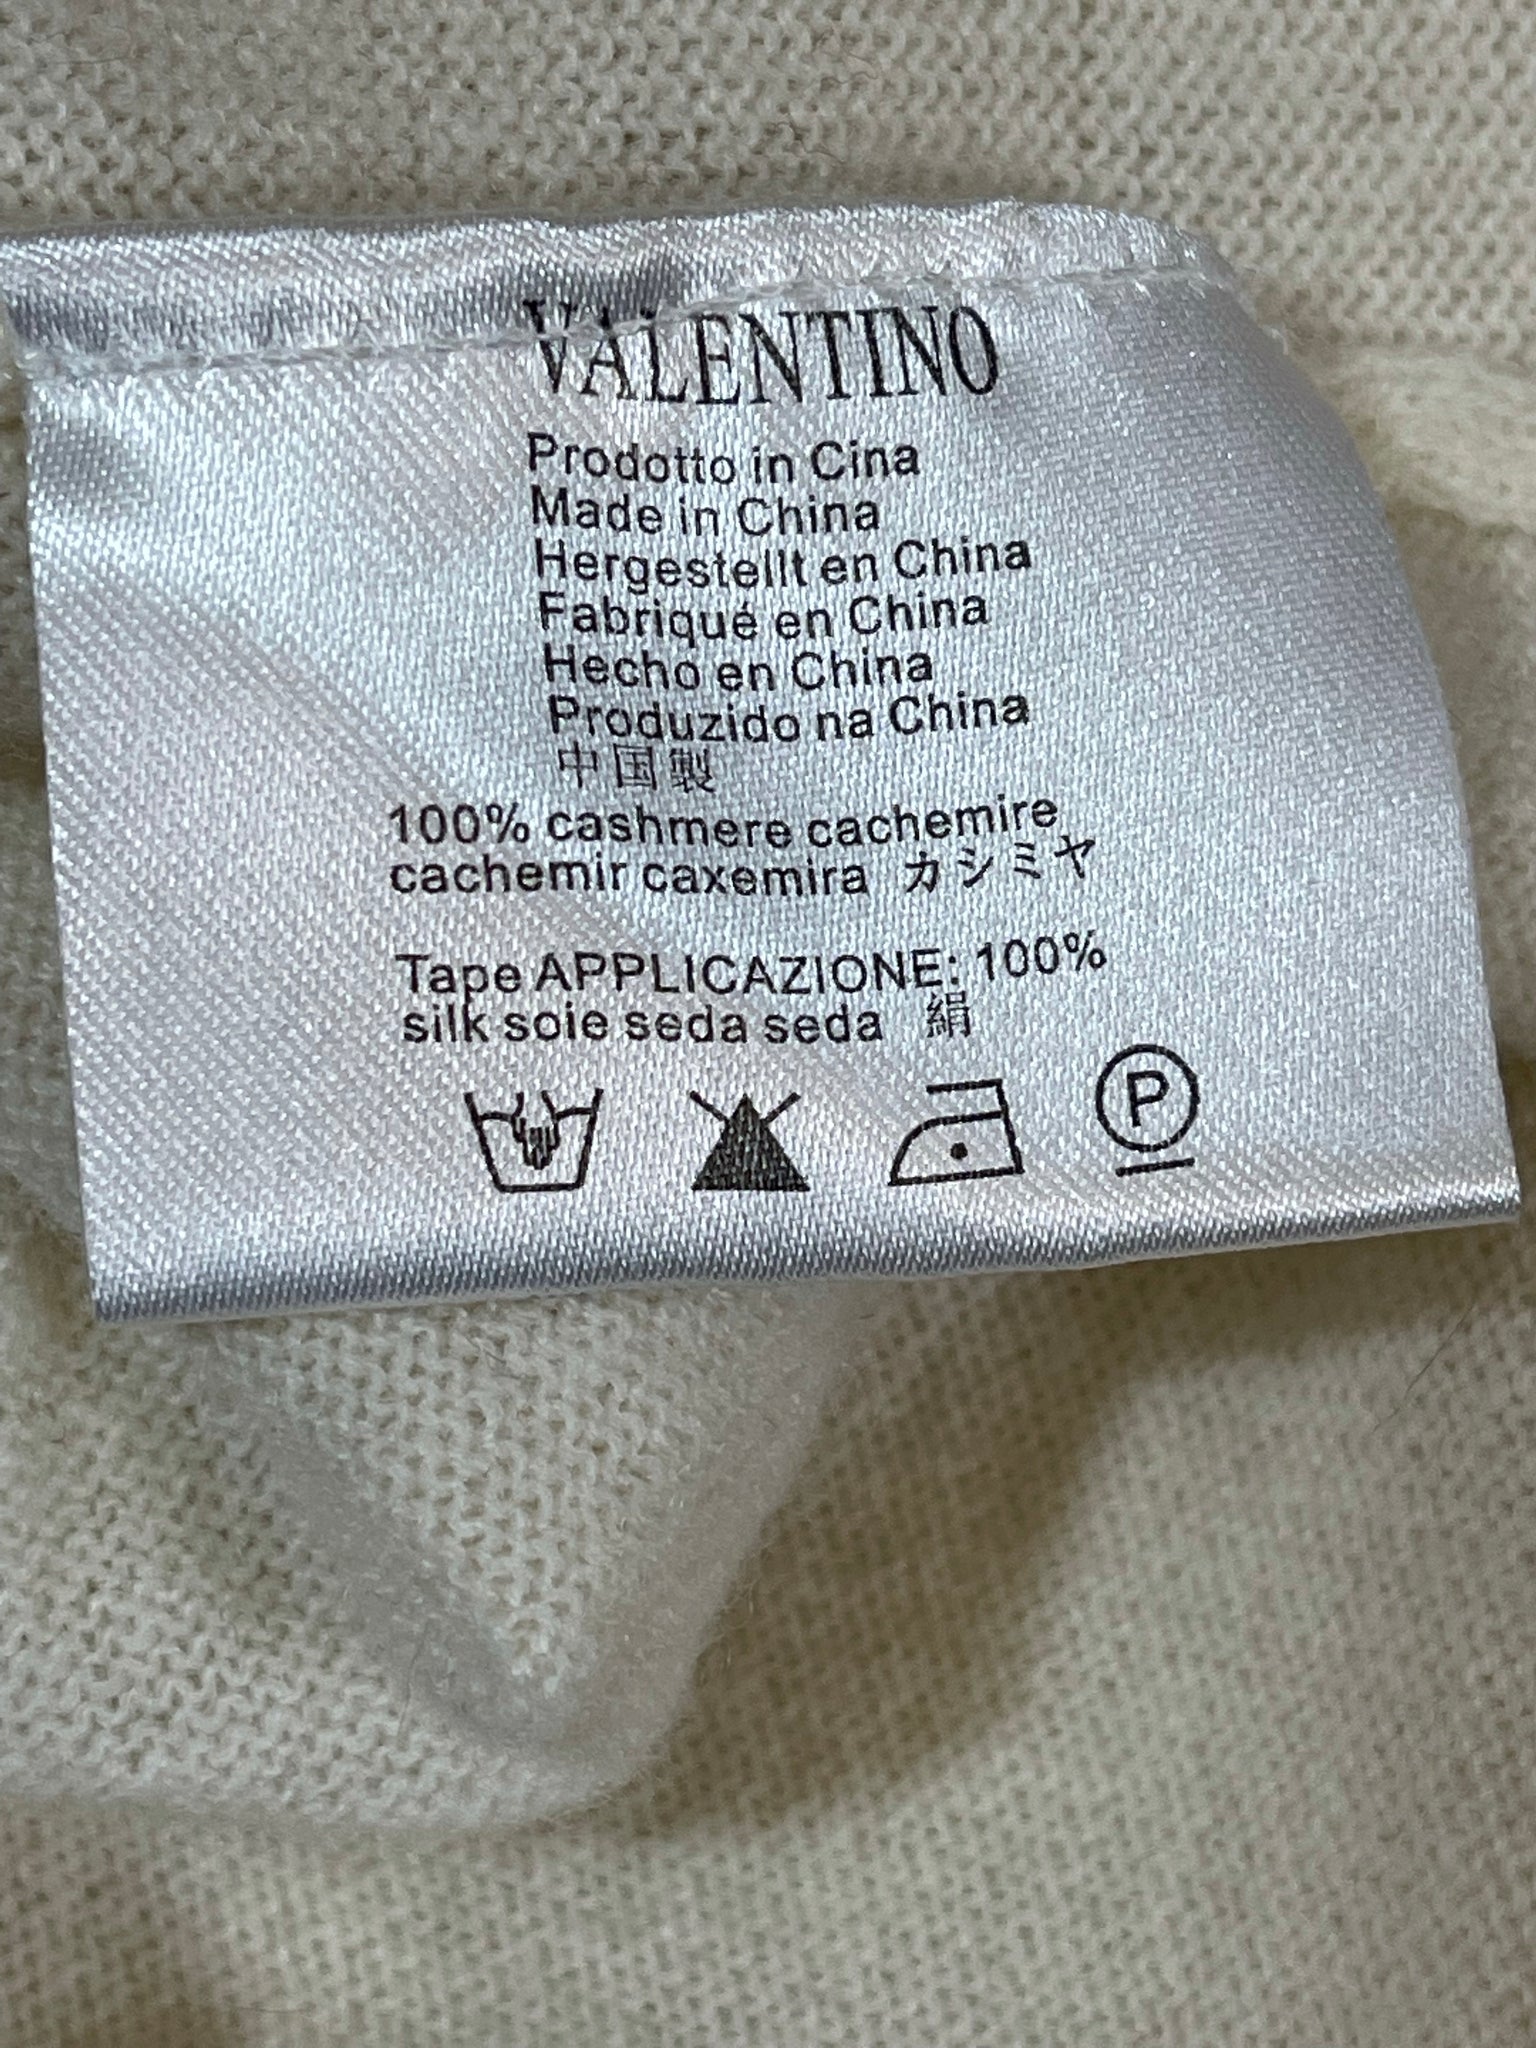 VALENTINO
Prodotto in Cina
Made in China
Hergestellt en China
Fabriqué en China
Hecho en China
Produzido na China
中国製
100% cashmere cachemire
cachemir caxemira カシミヤ
Tape APPLICAZIONE: 100%
silk soie seda seda 絹
P